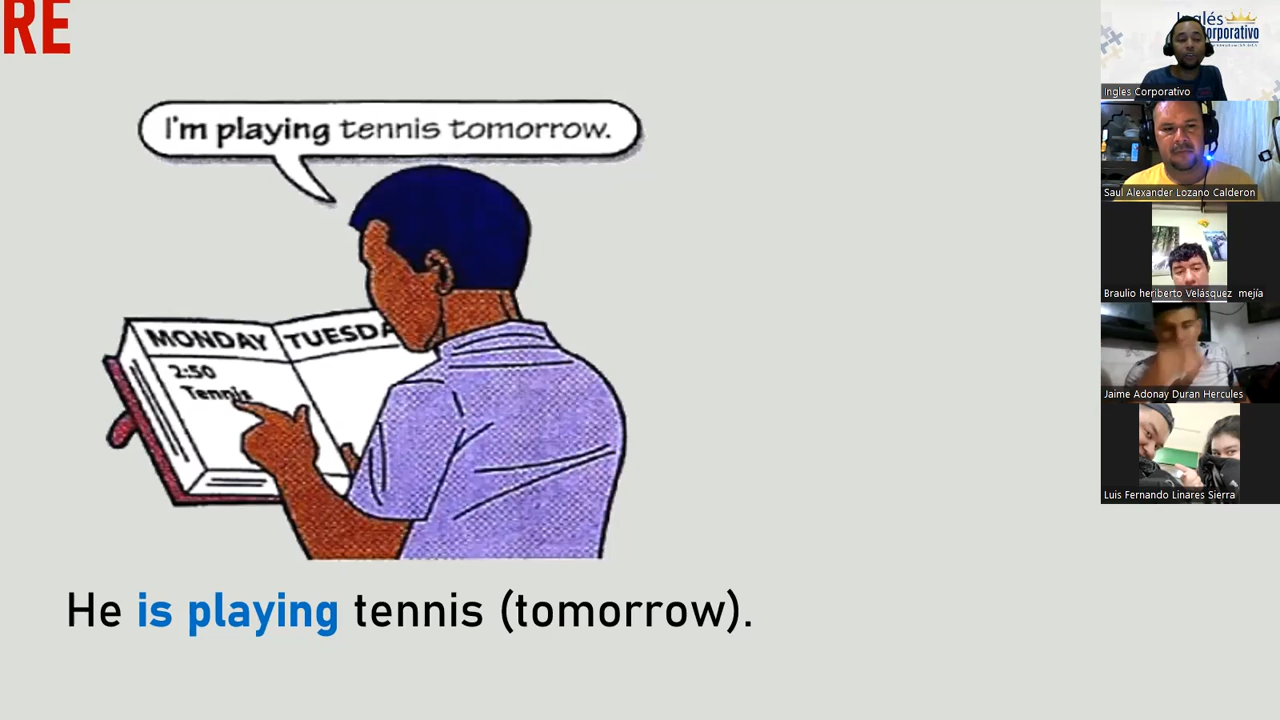 RE
I'm playing tennis tomorrow.
MONDAY TUESDA
2:50
Tennis
He is playing tennis (tomorrow).
Inglés
orporativo
Ingles Corporativo
Saul Alexander Lozano Calderon
Braulio heriberto Velásquez mejía
Jaime Adonay Duran Hercules
Luis Fernando Linares Sierra